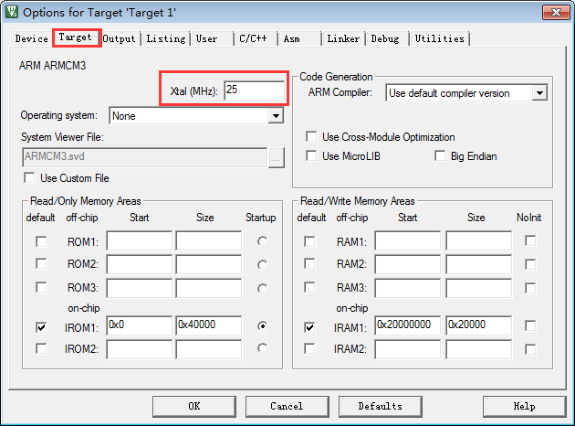 Options for Target 'Target 1'
Device Target Output Listing User C/C++ Asm Linker Debug Utilities
ARM ARMCM3
Xtal (MHz): 25
Operating system: None
System Viewer File:
ARMCM3.svd ...
Use Custom File
Code Generation
ARM Compiler: Use default compiler version
Use Cross-Module Optimization
Use MicroLIB Big Endian
Read/Only Memory Areas
default off-chip Start Size Startup
ROM1:
ROM2:
ROM3:
on-chip
IROM1: 0x0 0x40000
IROM2:
Read/Write Memory Areas
default off-chip Start Size NoInit
RAM1:
RAM2:
RAM3:
on-chip
IRAM1: 0x20000000 0x20000
IRAM2:
OK Cancel Defaults Help